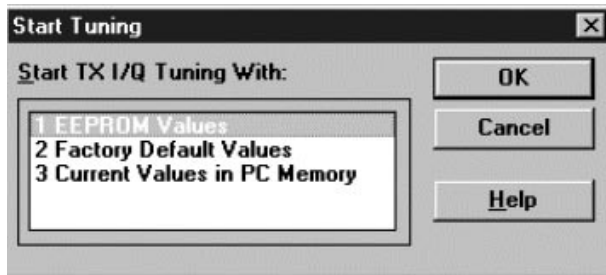 Start Tuning
Start TX I/Q Tuning With:
OK
1 EEPROM Values
Cancel
2 Factory Default Values
3 Current Values in PC Memory
Help